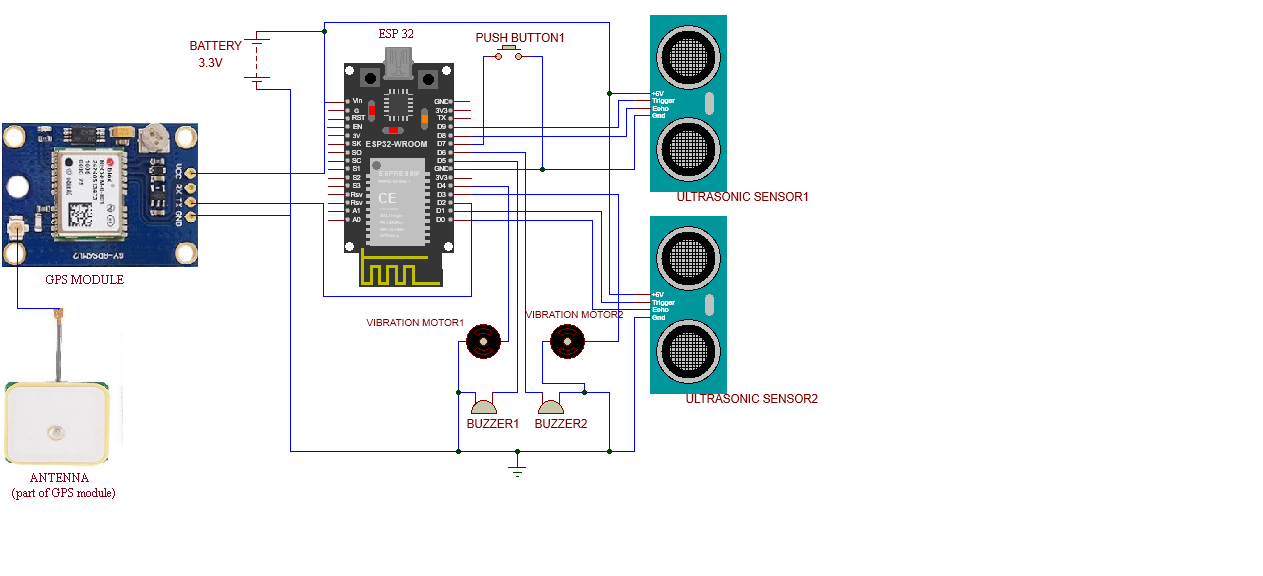 ESP 32
PUSH BUTTON1
BATTERY
3.3V
Vin
G
RST
EN
3V
SK
SO
SC
S1
S2
S3
Rsv
Rsv
A1
A0
GND
3V3
TX
D9
D8
D7
D6
D5
GND
3V3
D4
D3
D2
D1
D0
ESP32-WROOM
ESPRESSIF
CE
+5V
Trigger
Echo
Gnd
ULTRASONIC SENSOR1
+5V
Trigger
Echo
Gnd
ULTRASONIC SENSOR2
VCC
RX
TX
GND
GPS MODULE
VIBRATION MOTOR1
VIBRATION MOTOR2
BUZZER1
BUZZER2
ANTENNA
(part of GPS module)